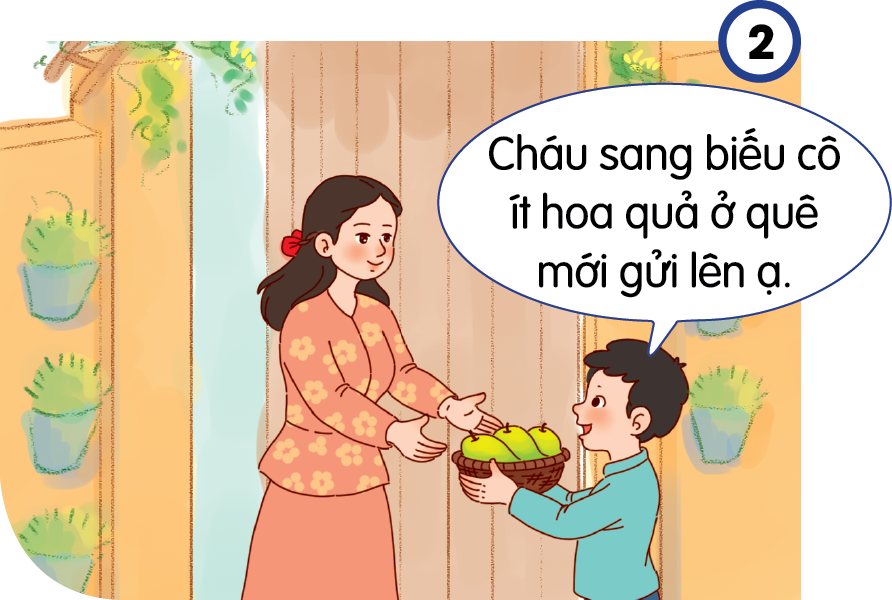 2
Cháu sang biếu cô
ít hoa quả ở quê
mới gửi lên ạ.